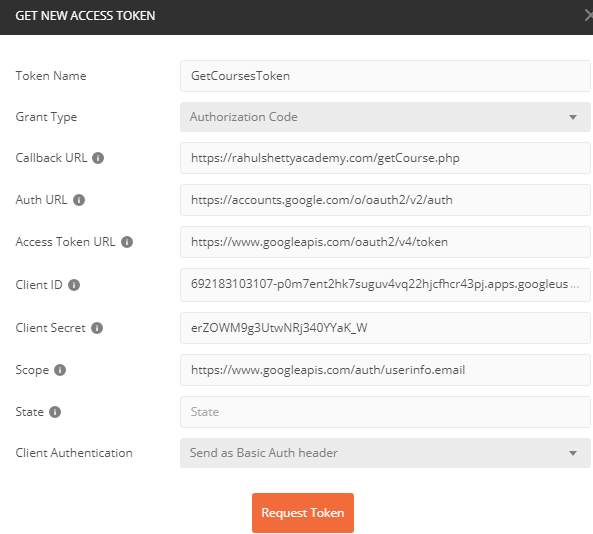 GET NEW ACCESS TOKEN
Token Name GetCoursesToken
Grant Type Authorization Code
Callback URL https://rahulshettyacademy.com/getCourse.php
Auth URL https://accounts.google.com/o/oauth2/v2/auth
Access Token URL https://www.googleapis.com/oauth2/v4/token
Client ID 692183103107-p0m7ent2hk7suguv4vq22hjcfhcr43pj.apps.googleus ...
Client Secret erZOWM9g3UtwNRj340YYaK_W
Scope https://www.googleapis.com/auth/userinfo.email
State State
Client Authentication Send as Basic Auth header
Request Token